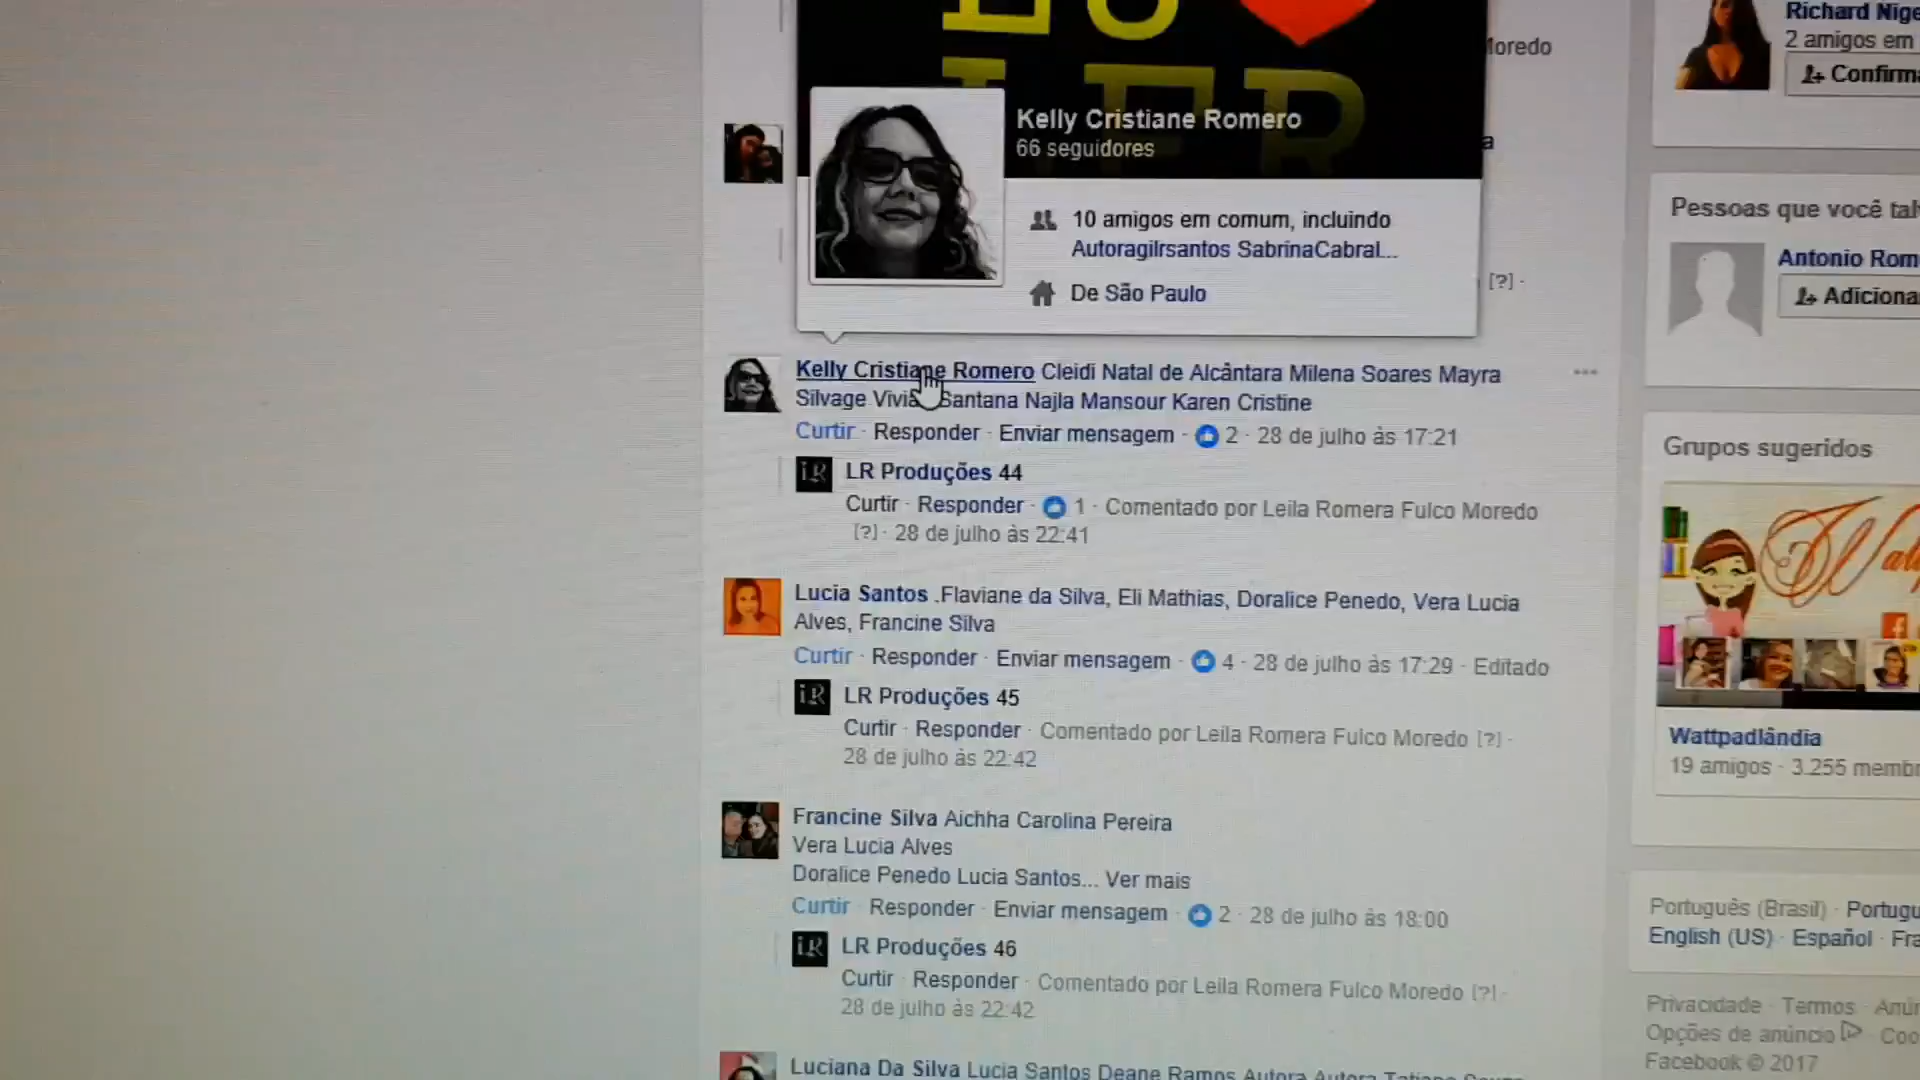 Kelly Cristiane Romero
66 seguidores
10 amigos em comum, incluindo
Autoragilrsantos SabrinaCabral...
De São Paulo
[?] ·
Kelly Cristiane Romero Cleidi Natal de Alcântara Milena Soares Mayra
Silvage Santana Najla Mansour Karen Cristine
Curtir · Responder · Enviar mensagem · 2 · 28 de julho às 17:21
LR Produções 44
Curtir · Responder · 1 · Comentado por Leila Romera Fulco Moredo
[?] · 28 de julho às 22:41
Lucia Santos .Flaviane da Silva, Eli Mathias, Doralice Penedo, Vera Lucia
Alves, Francine Silva
Curtir · Responder · Enviar mensagem · 4 · 28 de julho às 17:29 · Editado
LR Produções 45
Curtir · Responder · Comentado por Leila Romera Fulco Moredo [?] ·
28 de julho às 22:42
Francine Silva Aichha Carolina Pereira
Vera Lucia Alves
Doralice Penedo Lucia Santos... Ver mais
Curtir · Responder · Enviar mensagem · 2 · 28 de julho às 18:00
LR Produções 46
Curtir · Responder · Comentado por Leila Romera Fulco Moredo [?] ·
28 de julho às 22:42
Luciana Da Silva Lucia Santos Deane Ramos Autora Autora
Richard
2 amigos em
Pessoas que você
Antonio
Grupos sugeridos
Wattpadlândia
19 amigos · 3.255
Português (Brasil) ·
English (US) · Español ·
Privacidade · Termos ·
Opções de anúncio
Facebook © 2017